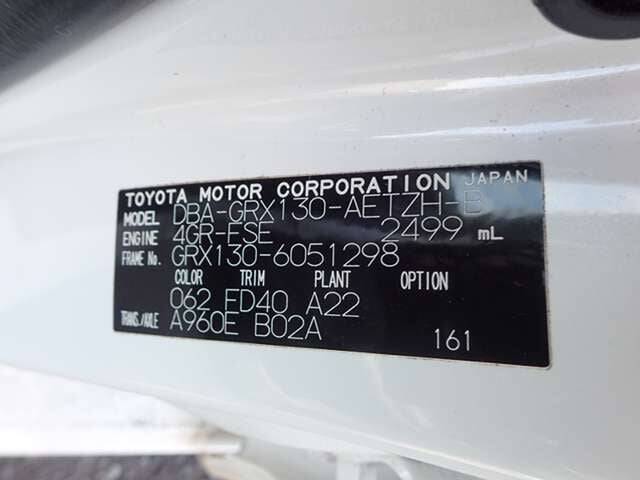 TOYOTA MOTOR CORPORATION JAPAN
MODEL DBA-GRX130-AETZH-B
ENGINE 4GR-FSE 2499 mL
FRAME No. GRX130-6051298
COLOR TRIM PLANT OPTION
062 FD40 A22
TRANS./AXLE A960E B02A
161